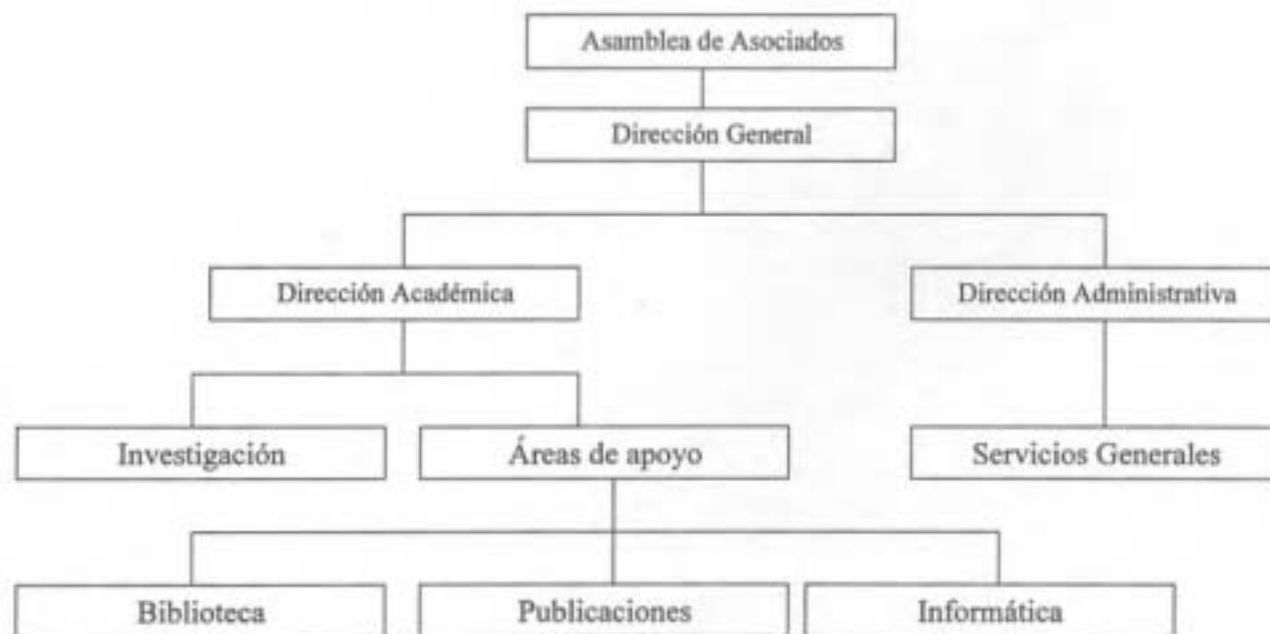 Asamblea de Asociados
Dirección General
Dirección Académica
Dirección Administrativa
Investigación
Áreas de apoyo
Servicios Generales
Biblioteca
Publicaciones
Informática